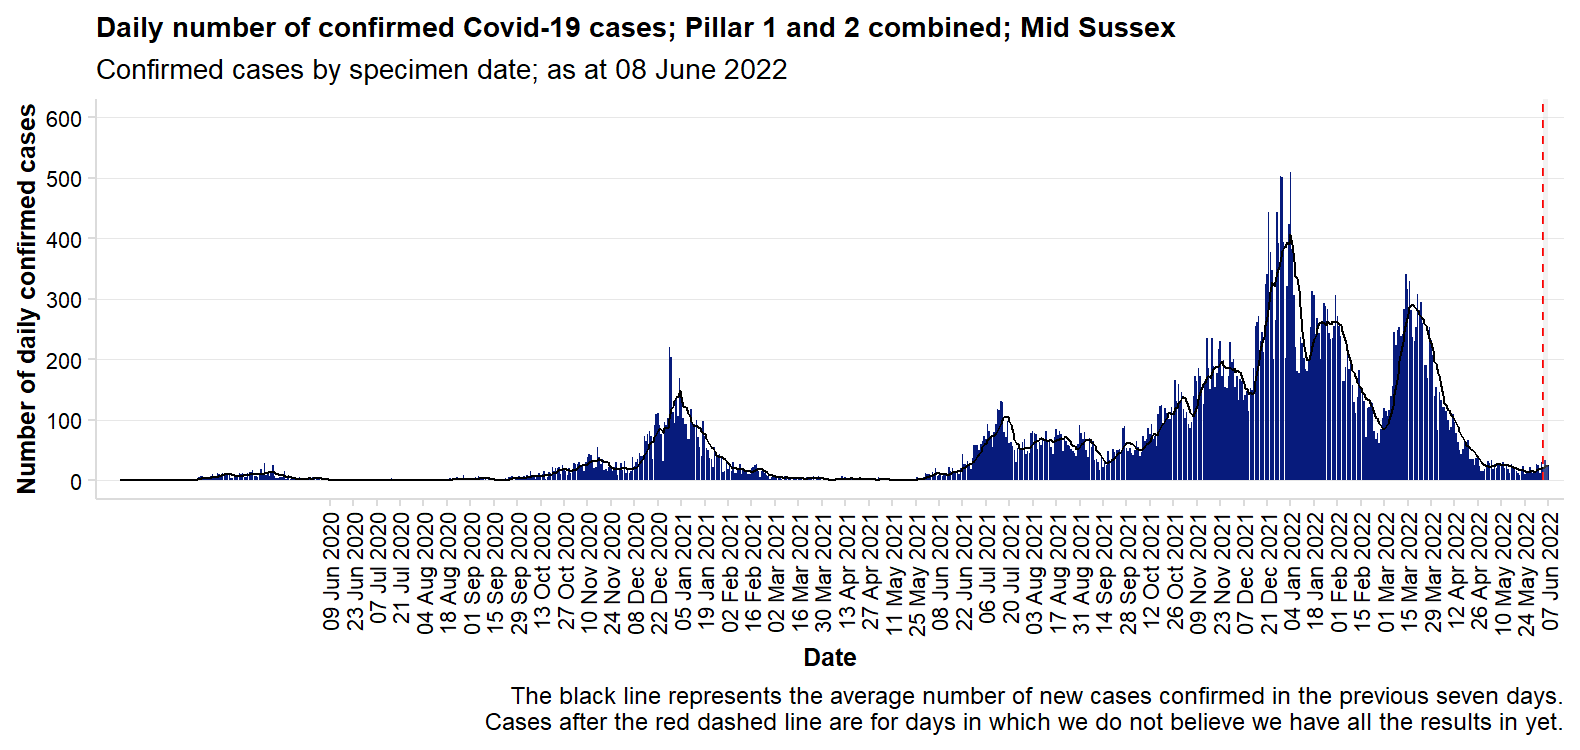 Daily number of confirmed Covid-19 cases; Pillar 1 and 2 combined; Mid Sussex
Confirmed cases by specimen date; as at 08 June 2022
Number of daily confirmed cases
600
500
400
300
200
100
0
09 Jun 2020
23 Jun 2020
07 Jul 2020
21 Jul 2020
04 Aug 2020
18 Aug 2020
01 Sep 2020
15 Sep 2020
29 Sep 2020
13 Oct 2020
27 Oct 2020
10 Nov 2020
24 Nov 2020
08 Dec 2020
22 Dec 2020
05 Jan 2021
19 Jan 2021
02 Feb 2021
16 Feb 2021
02 Mar 2021
16 Mar 2021
30 Mar 2021
13 Apr 2021
27 Apr 2021
11 May 2021
25 May 2021
08 Jun 2021
22 Jun 2021
06 Jul 2021
20 Jul 2021
03 Aug 2021
17 Aug 2021
31 Aug 2021
14 Sep 2021
28 Sep 2021
12 Oct 2021
26 Oct 2021
09 Nov 2021
23 Nov 2021
07 Dec 2021
21 Dec 2021
04 Jan 2022
18 Jan 2022
01 Feb 2022
15 Feb 2022
01 Mar 2022
15 Mar 2022
29 Mar 2022
12 Apr 2022
26 Apr 2022
10 May 2022
24 May 2022
07 Jun 2022
Date
The black line represents the average number of new cases confirmed in the previous seven days.
Cases after the red dashed line are for days in which we do not believe we have all the results in yet.